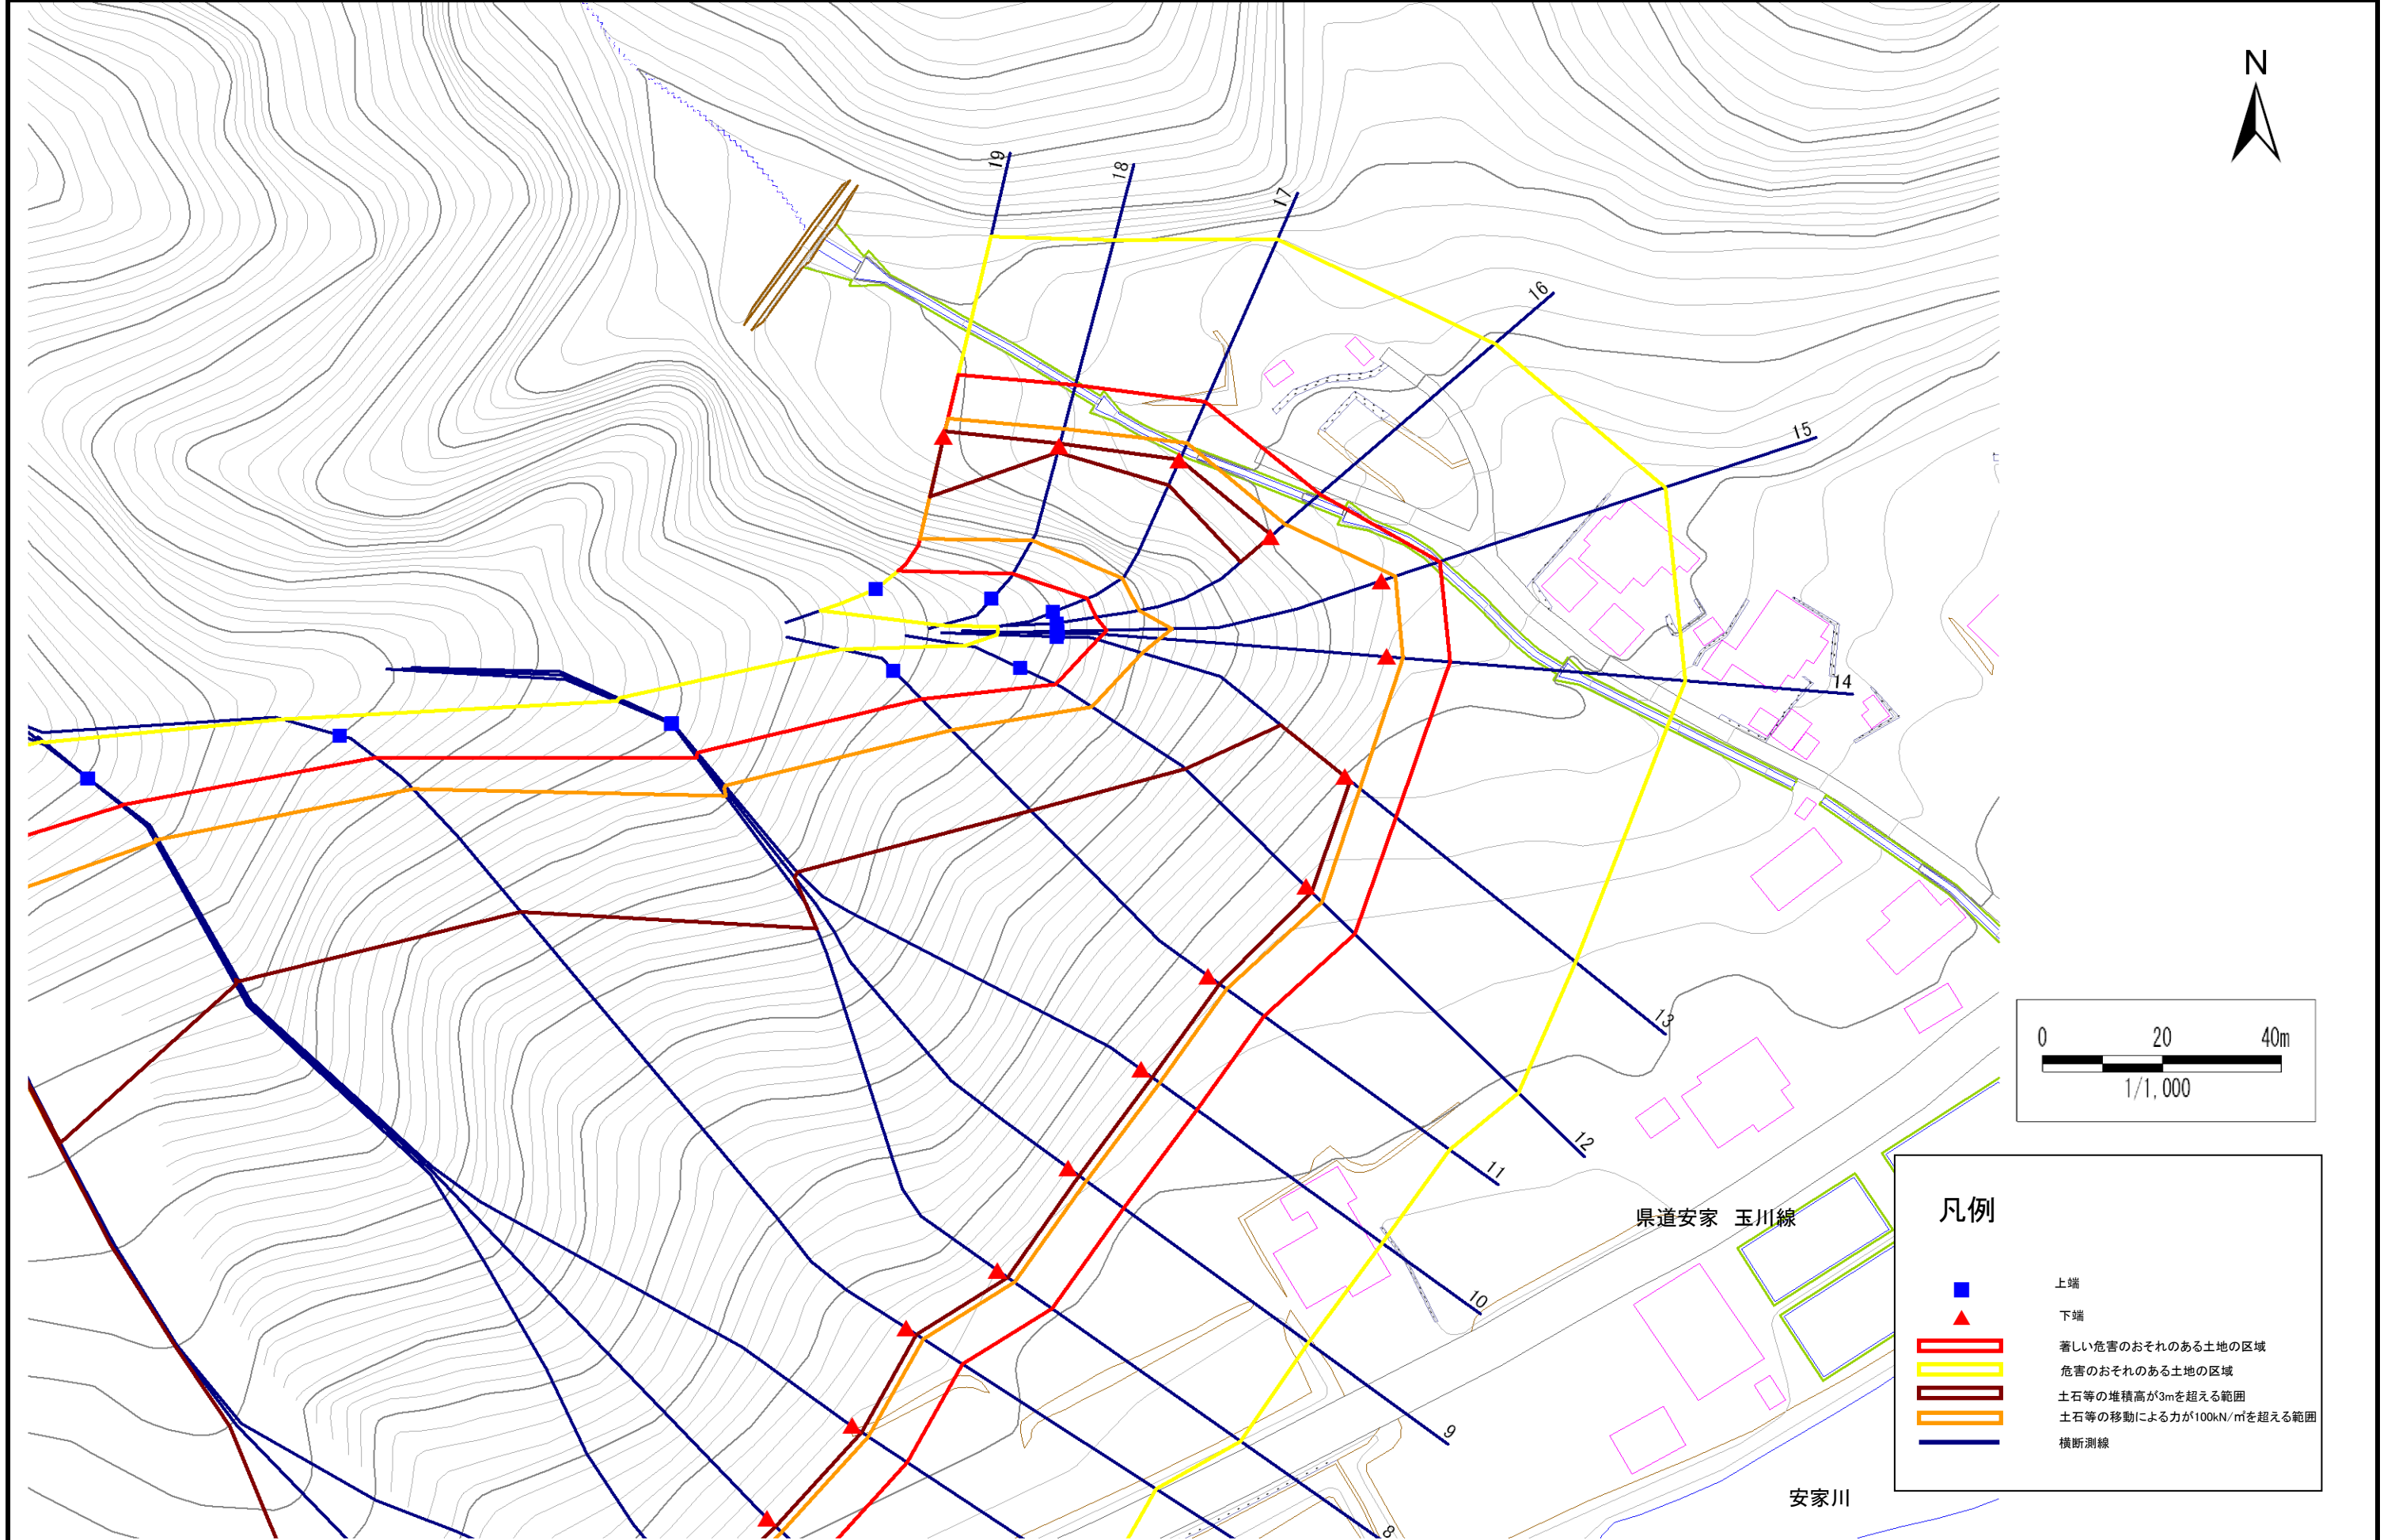 N
19
18
17
16
15
14
13
12
11
10
9
8
0 20 40m
1/1,000
県道安家 玉川線
安家川
凡例
上端
下端
著しい危害のおそれのある土地の区域
危害のおそれのある土地の区域
土石等の堆積高が3mを超える範囲
土石等の移動による力が100kN/㎡を超える範囲
横断測線